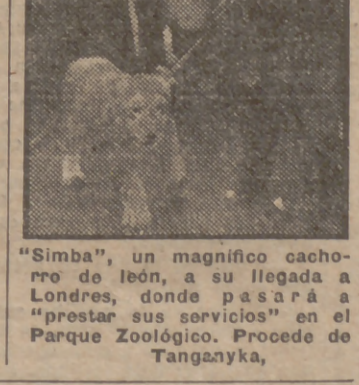 "Simba", un magnífico cacho-
rro de león, a su llegada a
Londres, donde pasará a
"prestar sus servicios" en el
Parque Zoológico. Procede de
Tanganyka,